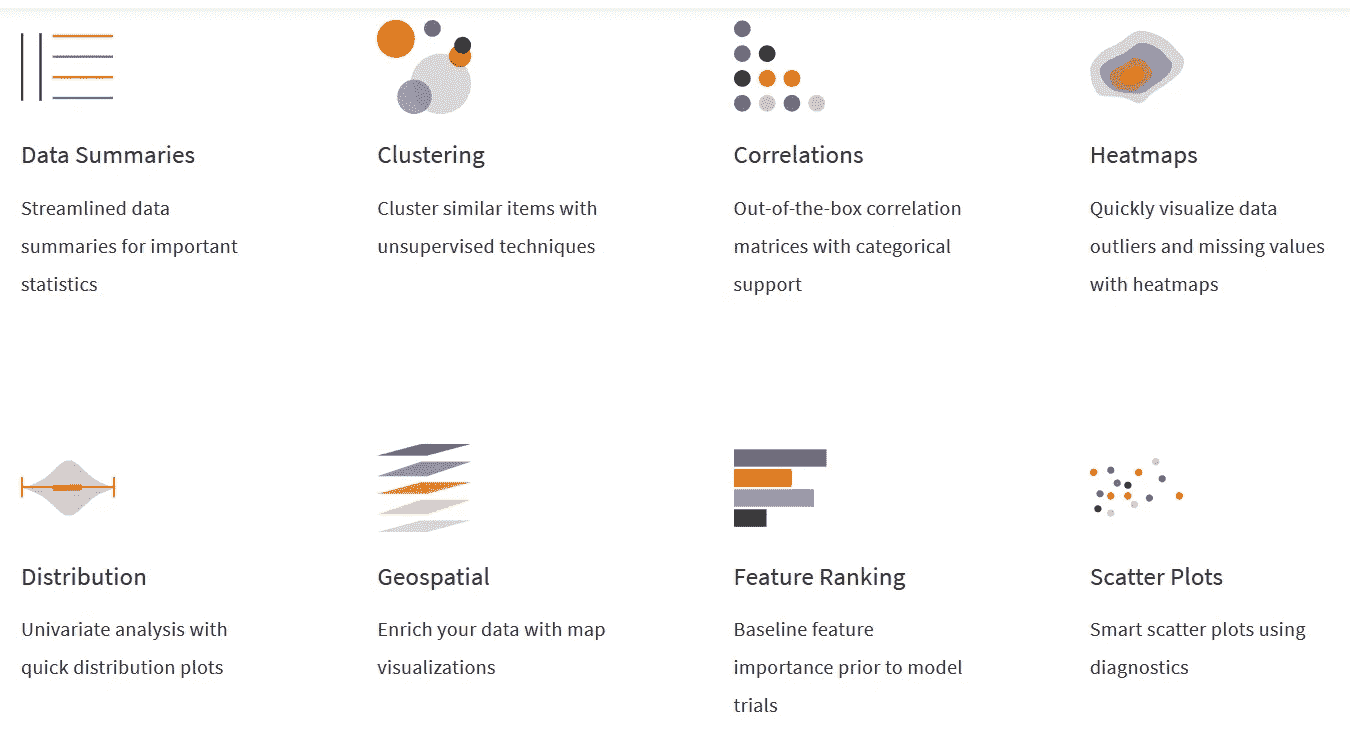 Data Summaries
Streamlined data
summaries for important
statistics
Clustering
Cluster similar items with
unsupervised techniques
Correlations
Out-of-the-box correlation
matrices with categorical
support
Heatmaps
Quickly visualize data
outliers and missing values
with heatmaps
Distribution
Univariate analysis with
quick distribution plots
Geospatial
Enrich your data with map
visualizations
Feature Ranking
Baseline feature
importance prior to model
trials
Scatter Plots
Smart scatter plots using
diagnostics